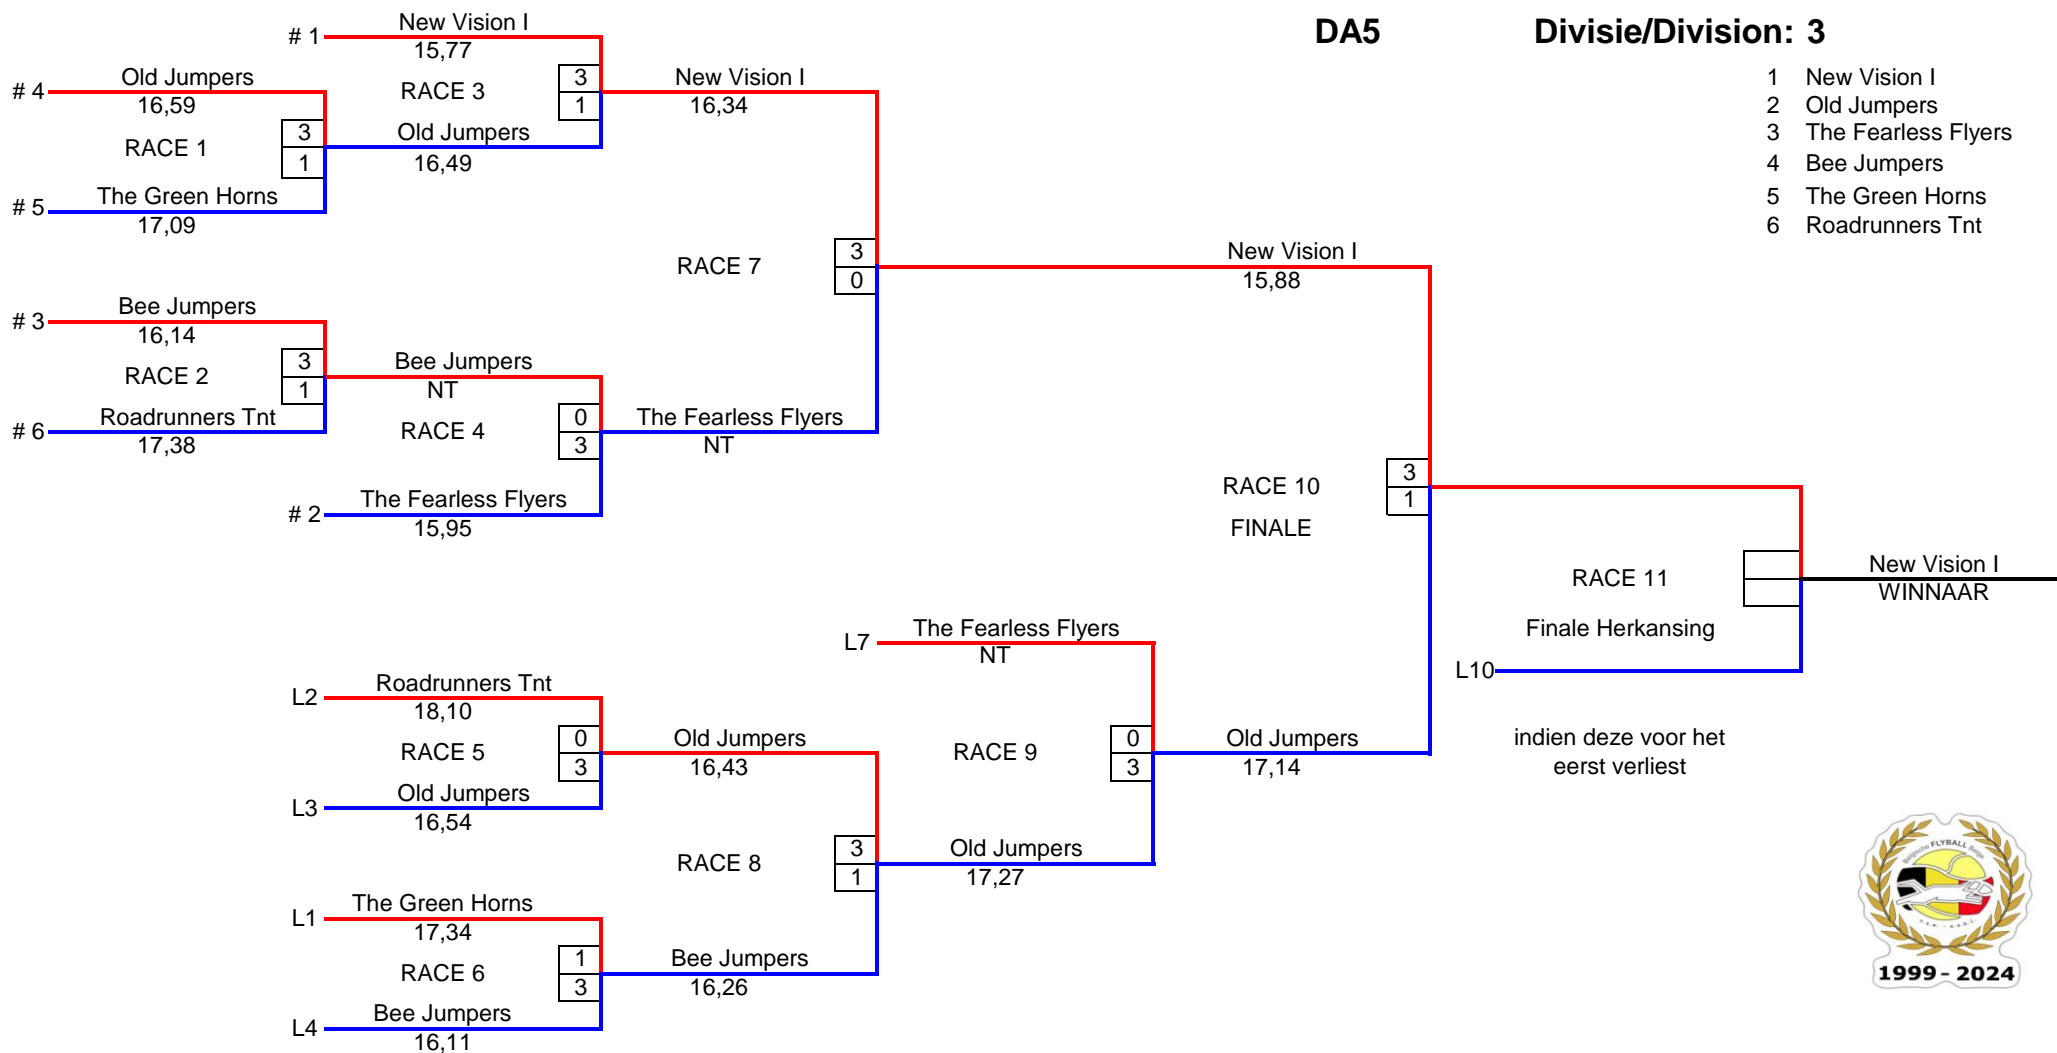 DA5 Divisie/Division: 3
1 New Vision I
2 Old Jumpers
3 The Fearless Flyers
4 Bee Jumpers
5 The Green Horns
6 Roadrunners Tnt
# 1 New Vision I
15,77
# 4 Old Jumpers
16,59
RACE 3
3
1
New Vision I
16,34
RACE 1
3
1
Old Jumpers
16,49
# 5 The Green Horns
17,09
RACE 7
3
0
New Vision I
15,88
# 3 Bee Jumpers
16,14
RACE 2
3
1
Bee Jumpers
NT
# 6 Roadrunners Tnt
17,38
RACE 4
0
3
The Fearless Flyers
NT
# 2 The Fearless Flyers
15,95
RACE 10
FINALE
3
1
RACE 11
Finale Herkansing
New Vision I
WINNAAR
L10
indien deze voor het
eerst verliest
L7 The Fearless Flyers
NT
L2 Roadrunners Tnt
18,10
RACE 5
0
3
Old Jumpers
16,43
RACE 9
0
3
Old Jumpers
17,14
L3 Old Jumpers
16,54
RACE 8
3
1
Old Jumpers
17,27
L1 The Green Horns
17,34
RACE 6
1
3
Bee Jumpers
16,26
L4 Bee Jumpers
16,11
Belgische FLYBALL Belge
1999 - 2024